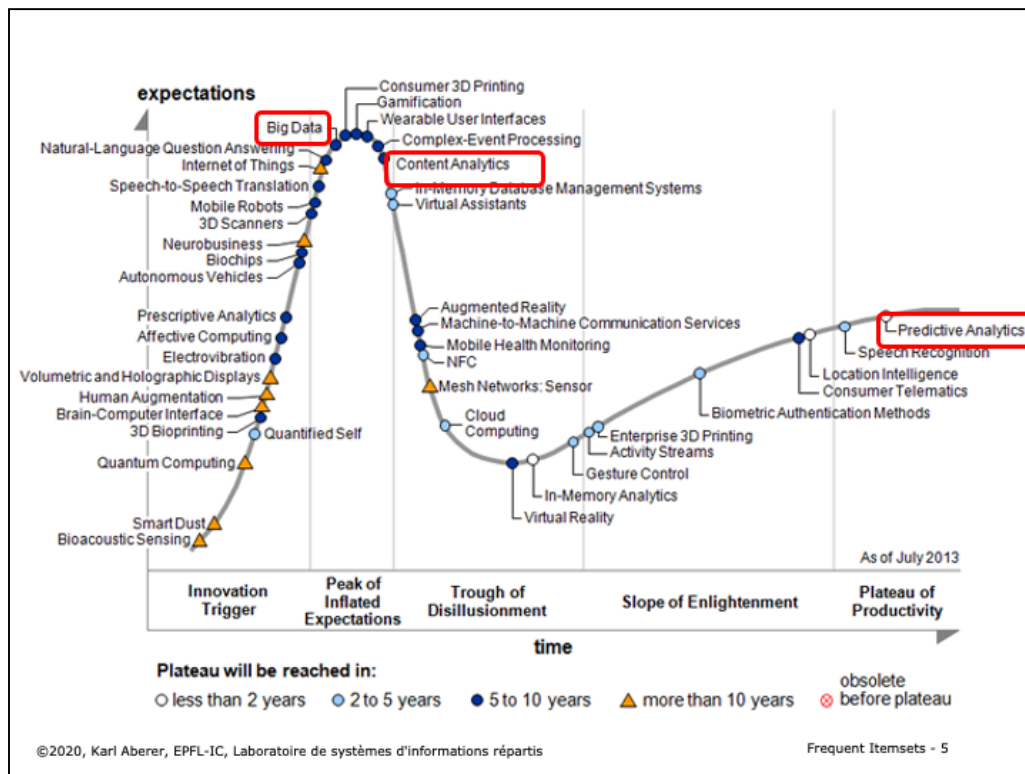 expectations
Consumer 3D Printing
Gamification
Wearable User Interfaces
Big Data
Complex-Event Processing
Natural-Language Question Answering
Content Analytics
Internet of Things
Speech-to-Speech Translation
In-Memory Database Management Systems
Virtual Assistants
Mobile Robots
3D Scanners
Neurobusiness
Biochips
Autonomous Vehicles
Augmented Reality
Prescriptive Analytics
Machine-to-Machine Communication Services
Predictive Analytics
Affective Computing
Mobile Health Monitoring
Speech Recognition
Electrovibration
NFC
Location Intelligence
Volumetric and Holographic Displays
Mesh Networks: Sensor
Consumer Telematics
Human Augmentation
Brain-Computer Interface
Biometric Authentication Methods
3D Bioprinting
Quantified Self
Cloud
Computing
Enterprise 3D Printing
Activity Streams
Quantum Computing
Gesture Control
In-Memory Analytics
Virtual Reality
Smart Dust
Bioacoustic Sensing
As of July 2013
Innovation
Trigger
Peak of
Inflated
Expectations
Trough of
Disillusionment
Slope of Enlightenment
Plateau of
Productivity
time
Plateau will be reached in:
less than 2 years
2 to 5 years
5 to 10 years
more than 10 years
obsolete
before plateau
©2020, Karl Aberer, EPFL-IC, Laboratoire de systèmes d'informations répartis
Frequent Itemsets - 5